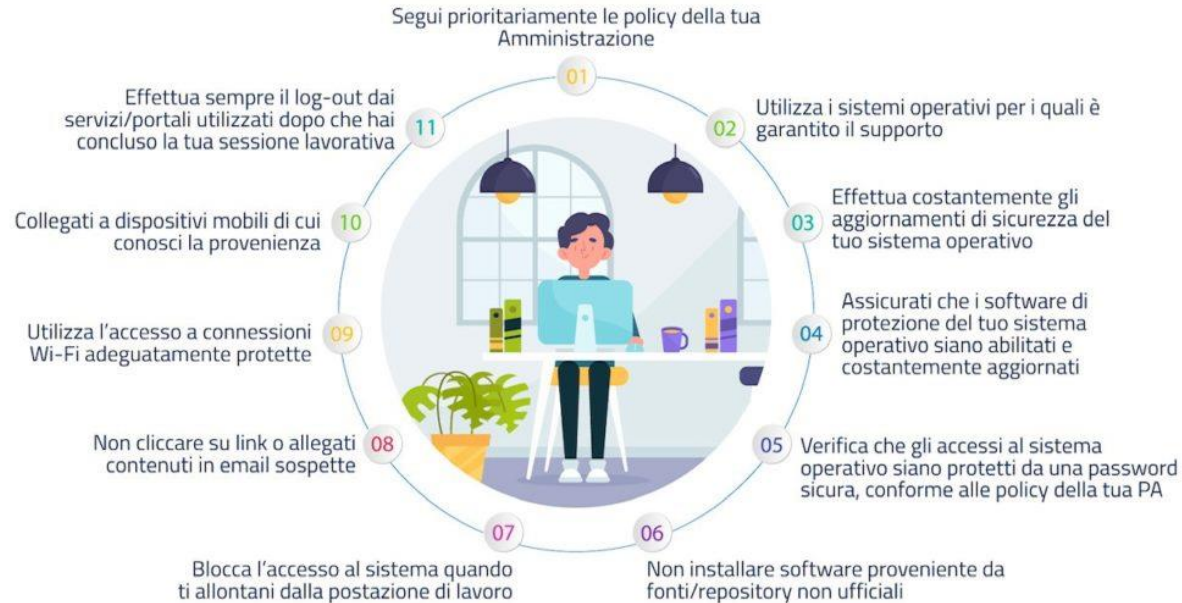 Segui prioritariamente le policy della tua
Amministrazione
01
Utilizza i sistemi operativi per i quali è
garantito il supporto
02
Effettua costantemente gli
aggiornamenti di sicurezza del
tuo sistema operativo
03
Assicurati che i software di
protezione del tuo sistema
operativo siano abilitati e
costantemente aggiornati
04
05
Verifica che gli accessi al sistema
operativo siano protetti da una password
sicura, conforme alle policy della tua PA
06
Non installare software proveniente da
fonti/repository non ufficiali
07
Blocca l'accesso al sistema quando
ti allontani dalla postazione di lavoro
08
Non cliccare su link o allegati
contenuti in email sospette
09
Utilizza l'accesso a connessioni
Wi-Fi adeguatamente protette
10
Collegati a dispositivi mobili di cui
conosci la provenienza
11
Effettua sempre il log-out dai
servizi/portali utilizzati dopo che hai
concluso la tua sessione lavorativa